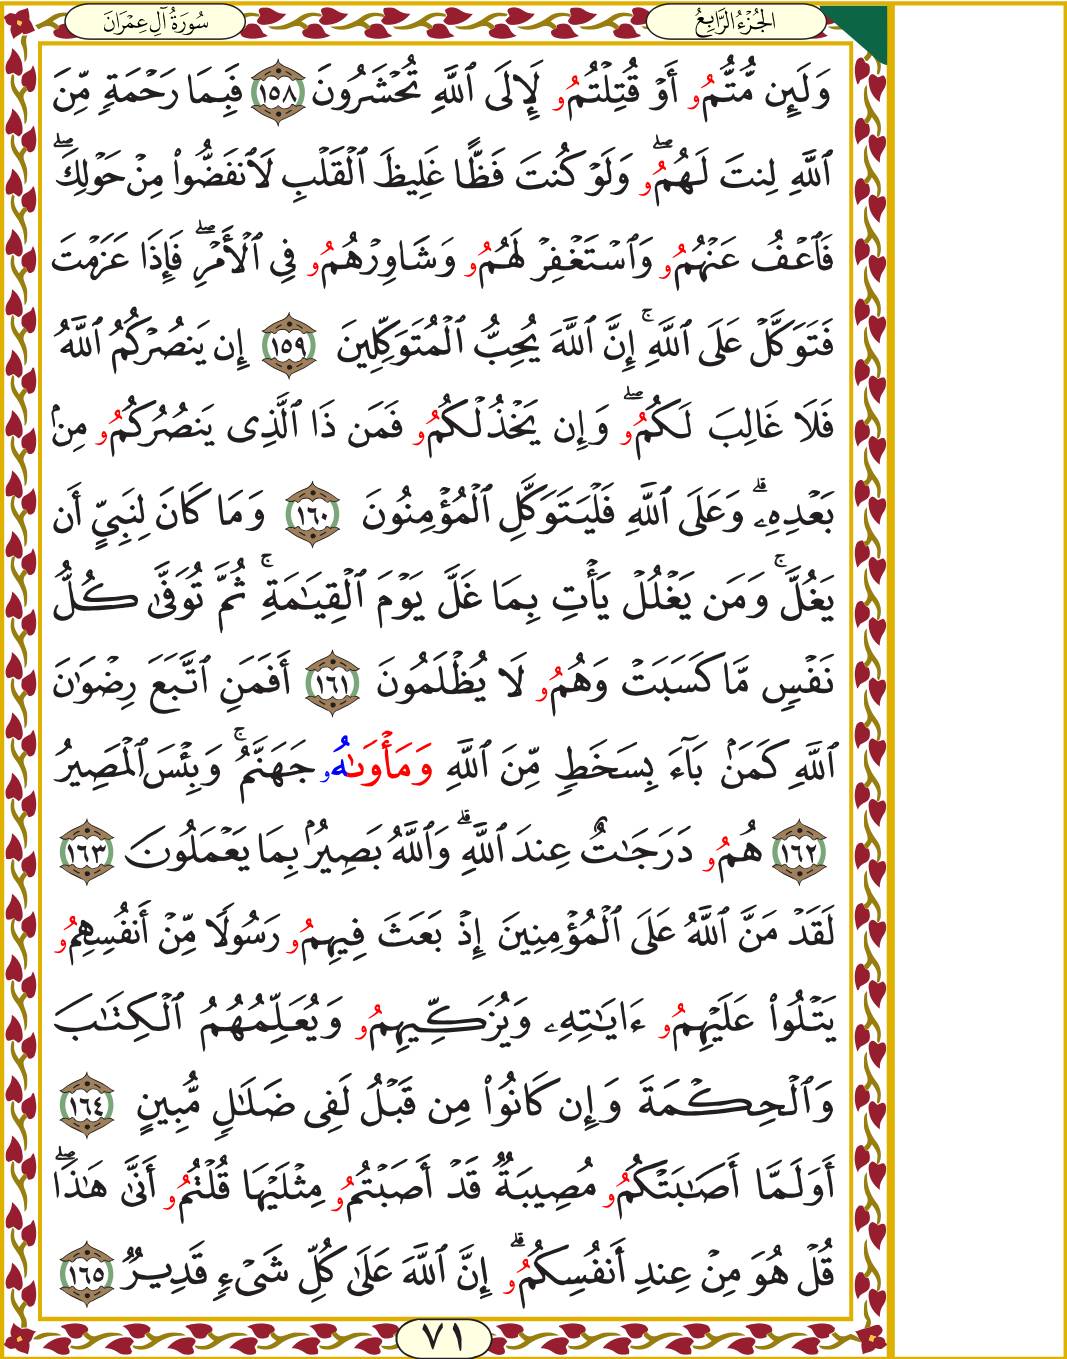 سُورَةُ آلِ عِمْرَانَ
الجُزْءُ الرَّابِعُ
وَلَئِن مُّتُّمُۥ أَوْ قُتِلْتُمُۥ لَإِلَى ٱللَّهِ تُحْشَرُونَ ١٥٨ فَبِمَا رَحْمَةٍ مِّنَ
ٱللَّهِ لِنتَ لَهُمُۥۖ وَلَوْ كُنتَ فَظًّا غَلِيظَ ٱلْقَلْبِ لَٱنفَضُّوا۟ مِنْ حَوْلِكَۖ
فَٱعْفُ عَنْهُمُۥ وَٱسْتَغْفِرْ لَهُمُۥ وَشَاوِرْهُمُۥ فِى ٱلْأَمْرِۖ فَإِذَا عَزَمْتَ
فَتَوَكَّلْ عَلَى ٱللَّهِۚ إِنَّ ٱللَّهَ يُحِبُّ ٱلْمُتَوَكِّلِينَ ١٥٩ إِن يَنصُرْكُمُ ٱللَّهُ
فَلَا غَالِبَ لَكُمُۥۖ وَإِن يَخْذُلْكُمُۥ فَمَن ذَا ٱلَّذِى يَنصُرُكُمُۥ مِنۢ
بَعْدِهِۦۗ وَعَلَى ٱللَّهِ فَلْيَتَوَكَّلِ ٱلْمُؤْمِنُونَ ١٦٠ وَمَا كَانَ لِنَبِىٍّ أَن
يَغُلَّۚ وَمَن يَغْلُلْ يَأْتِ بِمَا غَلَّ يَوْمَ ٱلْقِيَٰمَةِۚ ثُمَّ تُوَفَّىٰ كُلُّ
نَفْسٍ مَّا كَسَبَتْ وَهُمُۥ لَا يُظْلَمُونَ ١٦١ أَفَمَنِ ٱتَّبَعَ رِضْوَٰنَ
ٱللَّهِ كَمَنۢ بَآءَ بِسَخَطٍ مِّنَ ٱللَّهِ وَمَأْوَىٰهُۥ جَهَنَّمُۚ وَبِئْسَ ٱلْمَصِيرُ
١٦٢ هُمُۥ دَرَجَٰتٌ عِندَ ٱللَّهِۗ وَٱللَّهُ بَصِيرٌۢ بِمَا يَعْمَلُونَ ١٦٣
لَقَدْ مَنَّ ٱللَّهُ عَلَى ٱلْمُؤْمِنِينَ إِذْ بَعَثَ فِيهِمُۥ رَسُولًا مِّنْ أَنفُسِهِمُۥ
يَتْلُوا۟ عَلَيْهِمُۥ ءَايَٰتِهِۦ وَيُزَكِّيهِمُۥ وَيُعَلِّمُهُمُ ٱلْكِتَٰبَ
وَٱلْحِكْمَةَ وَإِن كَانُوا۟ مِن قَبْلُ لَفِى ضَلَٰلٍ مُّبِينٍ ١٦٤
أَوَلَمَّا أَصَٰبَتْكُمُۥ مُصِيبَةٌ قَدْ أَصَبْتُمُۥ مِثْلَيْهَا قُلْتُمُۥ أَنَّىٰ هَٰذَاۖ
قُلْ هُوَ مِنْ عِندِ أَنفُسِكُمُۥۗ إِنَّ ٱللَّهَ عَلَىٰ كُلِّ شَىْءٍ قَدِيرٌ ١٦٥
٧١